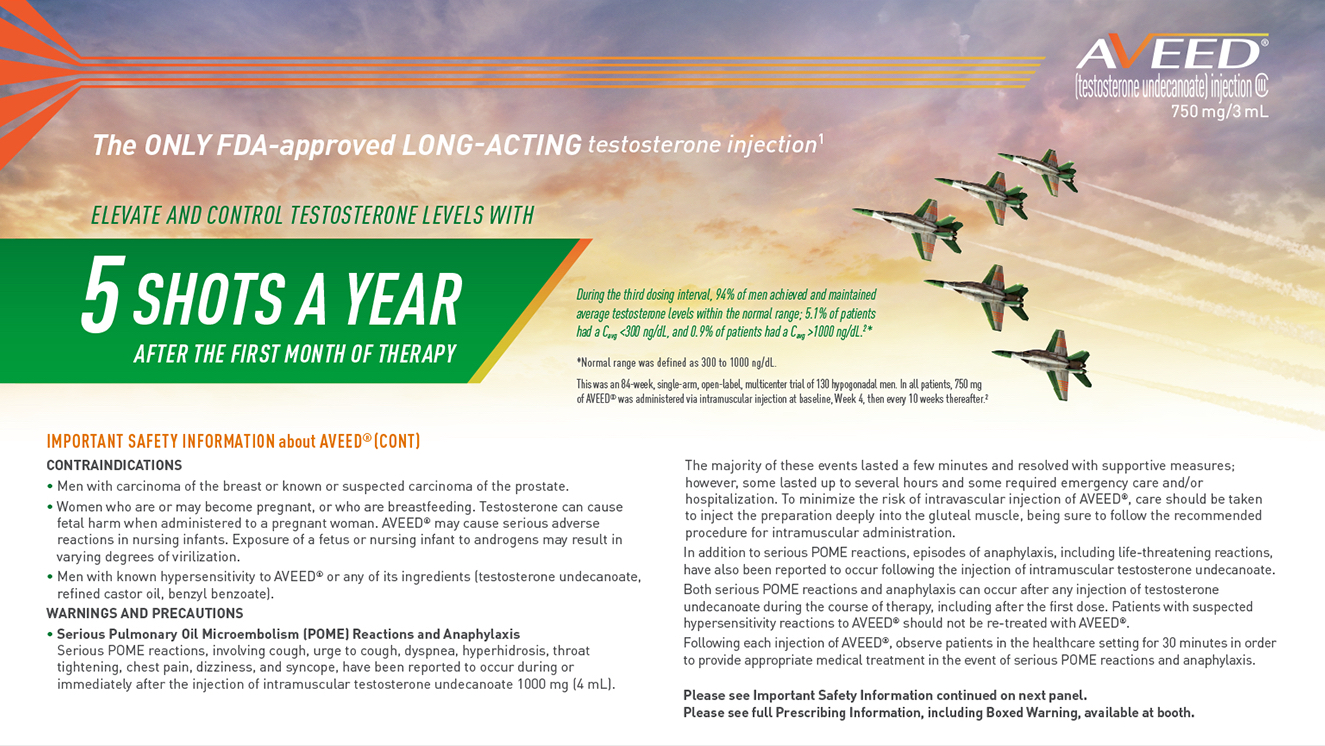 AVEED®
(testosterone undecanoate) injection CIII
750 mg/3 mL
The ONLY FDA-approved LONG-ACTING testosterone injection¹
ELEVATE AND CONTROL TESTOSTERONE LEVELS WITH
5 SHOTS A YEAR
AFTER THE FIRST MONTH OF THERAPY
During the third dosing interval, 94% of men achieved and maintained
average testosterone levels within the normal range; 5.1% of patients
had a Cavg <300 ng/dL, and 0.9% of patients had a Cavg >1000 ng/dL.²*
*Normal range was defined as 300 to 1000 ng/dL.
This was an 84-week, single-arm, open-label, multicenter trial of 130 hypogonadal men. In all patients, 750 mg
of AVEED® was administered via intramuscular injection at baseline, Week 4, then every 10 weeks thereafter.²
IMPORTANT SAFETY INFORMATION about AVEED® (CONT)
CONTRAINDICATIONS
• Men with carcinoma of the breast or known or suspected carcinoma of the prostate.
• Women who are or may become pregnant, or who are breastfeeding. Testosterone can cause
fetal harm when administered to a pregnant woman. AVEED® may cause serious adverse
reactions in nursing infants. Exposure of a fetus or nursing infant to androgens may result in
varying degrees of virilization.
• Men with known hypersensitivity to AVEED® or any of its ingredients (testosterone undecanoate,
refined castor oil, benzyl benzoate).
WARNINGS AND PRECAUTIONS
• Serious Pulmonary Oil Microembolism (POME) Reactions and Anaphylaxis
Serious POME reactions, involving cough, urge to cough, dyspnea, hyperhidrosis, throat
tightening, chest pain, dizziness, and syncope, have been reported to occur during or
immediately after the injection of intramuscular testosterone undecanoate 1000 mg (4 mL).
The majority of these events lasted a few minutes and resolved with supportive measures;
however, some lasted up to several hours and some required emergency care and/or
hospitalization. To minimize the risk of intravascular injection of AVEED®, care should be taken
to inject the preparation deeply into the gluteal muscle, being sure to follow the recommended
procedure for intramuscular administration.
In addition to serious POME reactions, episodes of anaphylaxis, including life-threatening reactions,
have also been reported to occur following the injection of intramuscular testosterone undecanoate.
Both serious POME reactions and anaphylaxis can occur after any injection of testosterone
undecanoate during the course of therapy, including after the first dose. Patients with suspected
hypersensitivity reactions to AVEED® should not be re-treated with AVEED®.
Following each injection of AVEED®, observe patients in the healthcare setting for 30 minutes in order
to provide appropriate medical treatment in the event of serious POME reactions and anaphylaxis.
Please see Important Safety Information continued on next panel.
Please see full Prescribing Information, including Boxed Warning, available at booth.